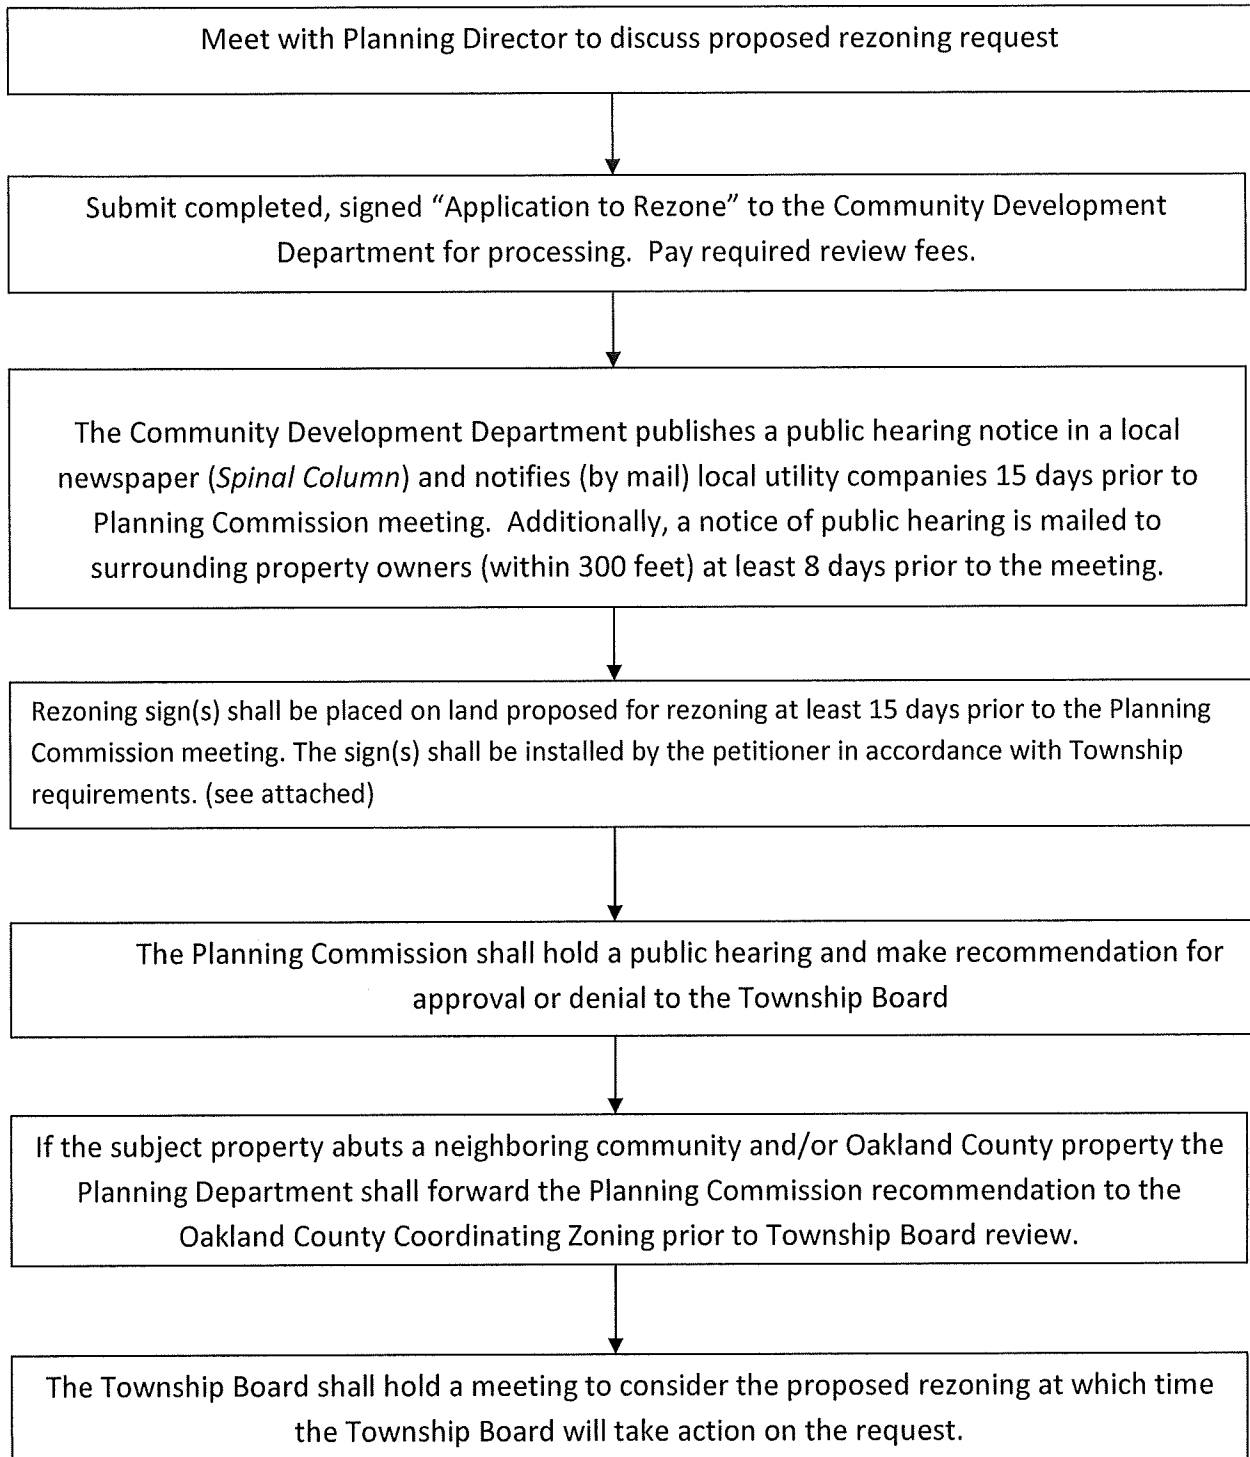 Meet with Planning Director to discuss proposed rezoning request
Submit completed, signed “Application to Rezone” to the Community Development
Department for processing.  Pay required review fees.
The Community Development Department publishes a public hearing notice in a local
newspaper (Spinal Column) and notifies (by mail) local utility companies 15 days prior to
Planning Commission meeting.  Additionally, a notice of public hearing is mailed to
surrounding property owners (within 300 feet) at least 8 days prior to the meeting.
Rezoning sign(s) shall be placed on land proposed for rezoning at least 15 days prior to the Planning
Commission meeting. The sign(s) shall be installed by the petitioner in accordance with Township
requirements. (see attached)
The Planning Commission shall hold a public hearing and make recommendation for
approval or denial to the Township Board
If the subject property abuts a neighboring community and/or Oakland County property the
Planning Department shall forward the Planning Commission recommendation to the
Oakland County Coordinating Zoning prior to Township Board review.
The Township Board shall hold a meeting to consider the proposed rezoning at which time
the Township Board will take action on the request.